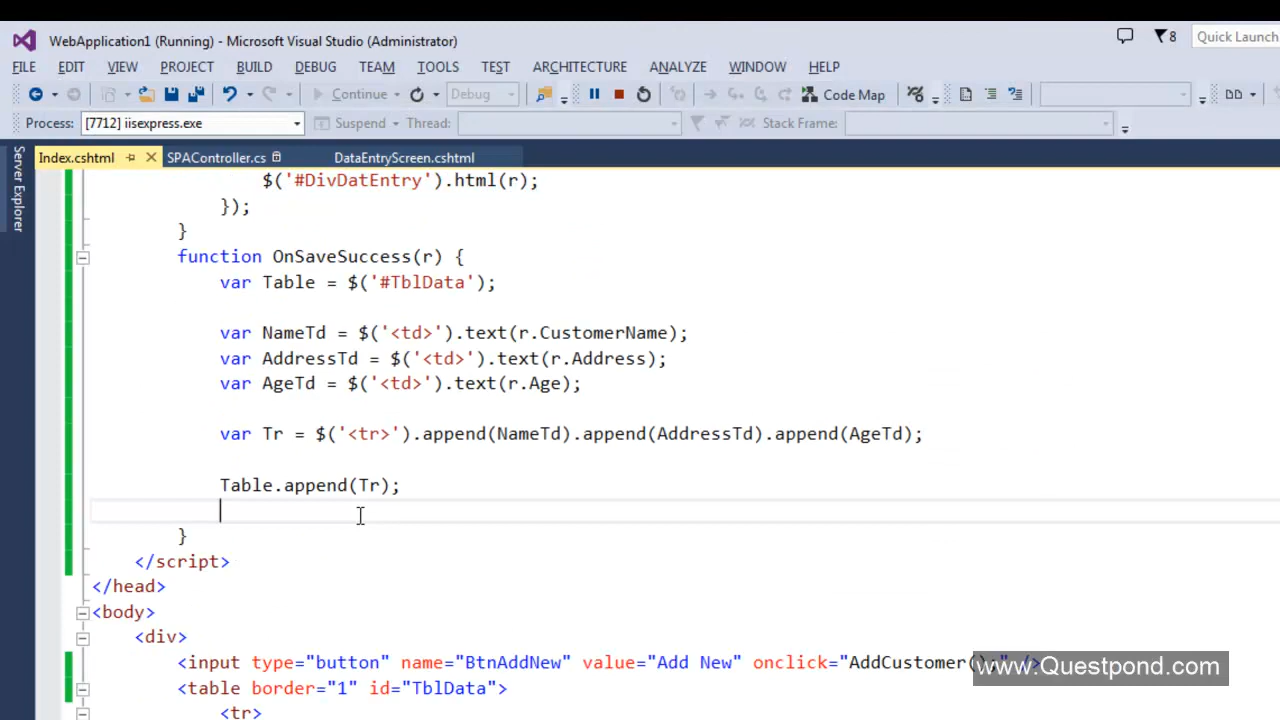 WebApplication1 (Running) - Microsoft Visual Studio (Administrator)
8
Quick Launch
FILE EDIT VIEW PROJECT BUILD DEBUG TEAM TOOLS TEST ARCHITECTURE ANALYZE WINDOW HELP
Continue Debug Code Map
Process: [7712] iisexpress.exe Suspend Thread: Stack Frame:
Server Explorer
Index.cshtml SPAController.cs DataEntryScreen.cshtml
$('#DivDatEntry').html(r);
});
}
function OnSaveSuccess(r) {
var Table = $('#TblData');
var NameTd = $('<td>').text(r.CustomerName);
var AddressTd = $('<td>').text(r.Address);
var AgeTd = $('<td>').text(r.Age);
var Tr = $('<tr>').append(NameTd).append(AddressTd).append(AgeTd);
Table.append(Tr);
}
</script>
</head>
<body>
<div>
<input type="button" name="BtnAddNew" value="Add New" onclick="AddCustomer();" />
www.Questpond.com
<table border="1" id="TblData">
<tr>